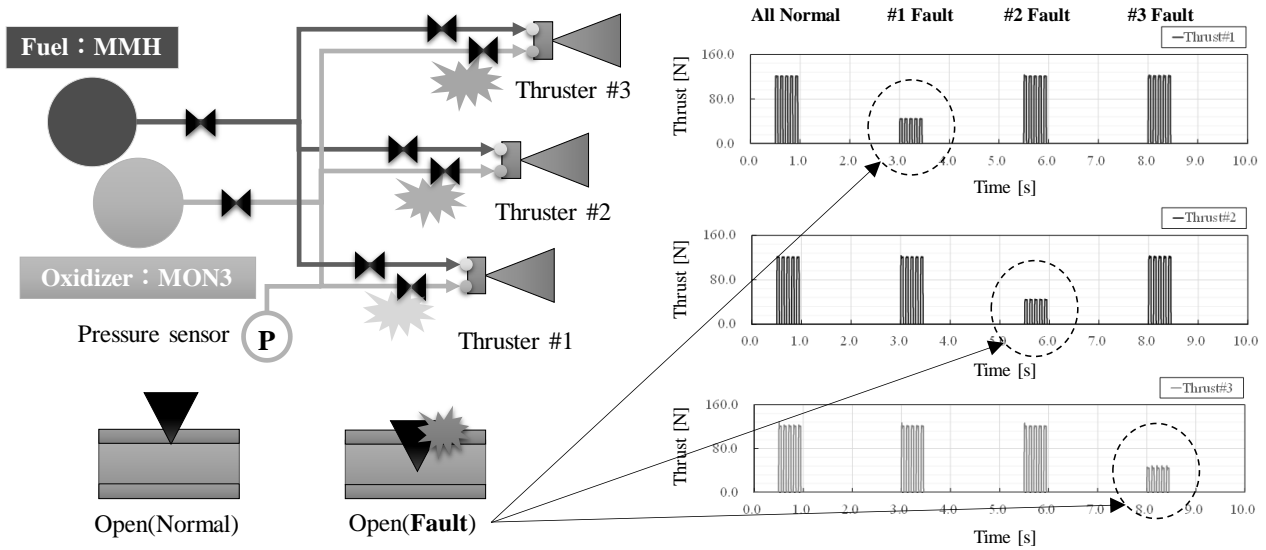 Fuel：MMH
Thruster #3
Thruster #2
Oxidizer：MON3
Pressure sensor
P
Thruster #1
Open(Normal)
Open(Fault)
All Normal #1 Fault #2 Fault #3 Fault
Thrust#1
Thrust [N]
160.0
80.0
0.0
0.0 1.0 2.0 3.0 4.0 5.0 6.0 7.0 8.0 9.0 10.0
Time [s]
Thrust#2
Thrust [N]
160.0
80.0
0.0
0.0 1.0 2.0 3.0 4.0 5.0 6.0 7.0 8.0 9.0 10.0
Time [s]
Thrust#3
Thrust [N]
160.0
80.0
0.0
0.0 1.0 2.0 3.0 4.0 5.0 6.0 7.0 8.0 9.0 10.0
Time [s]